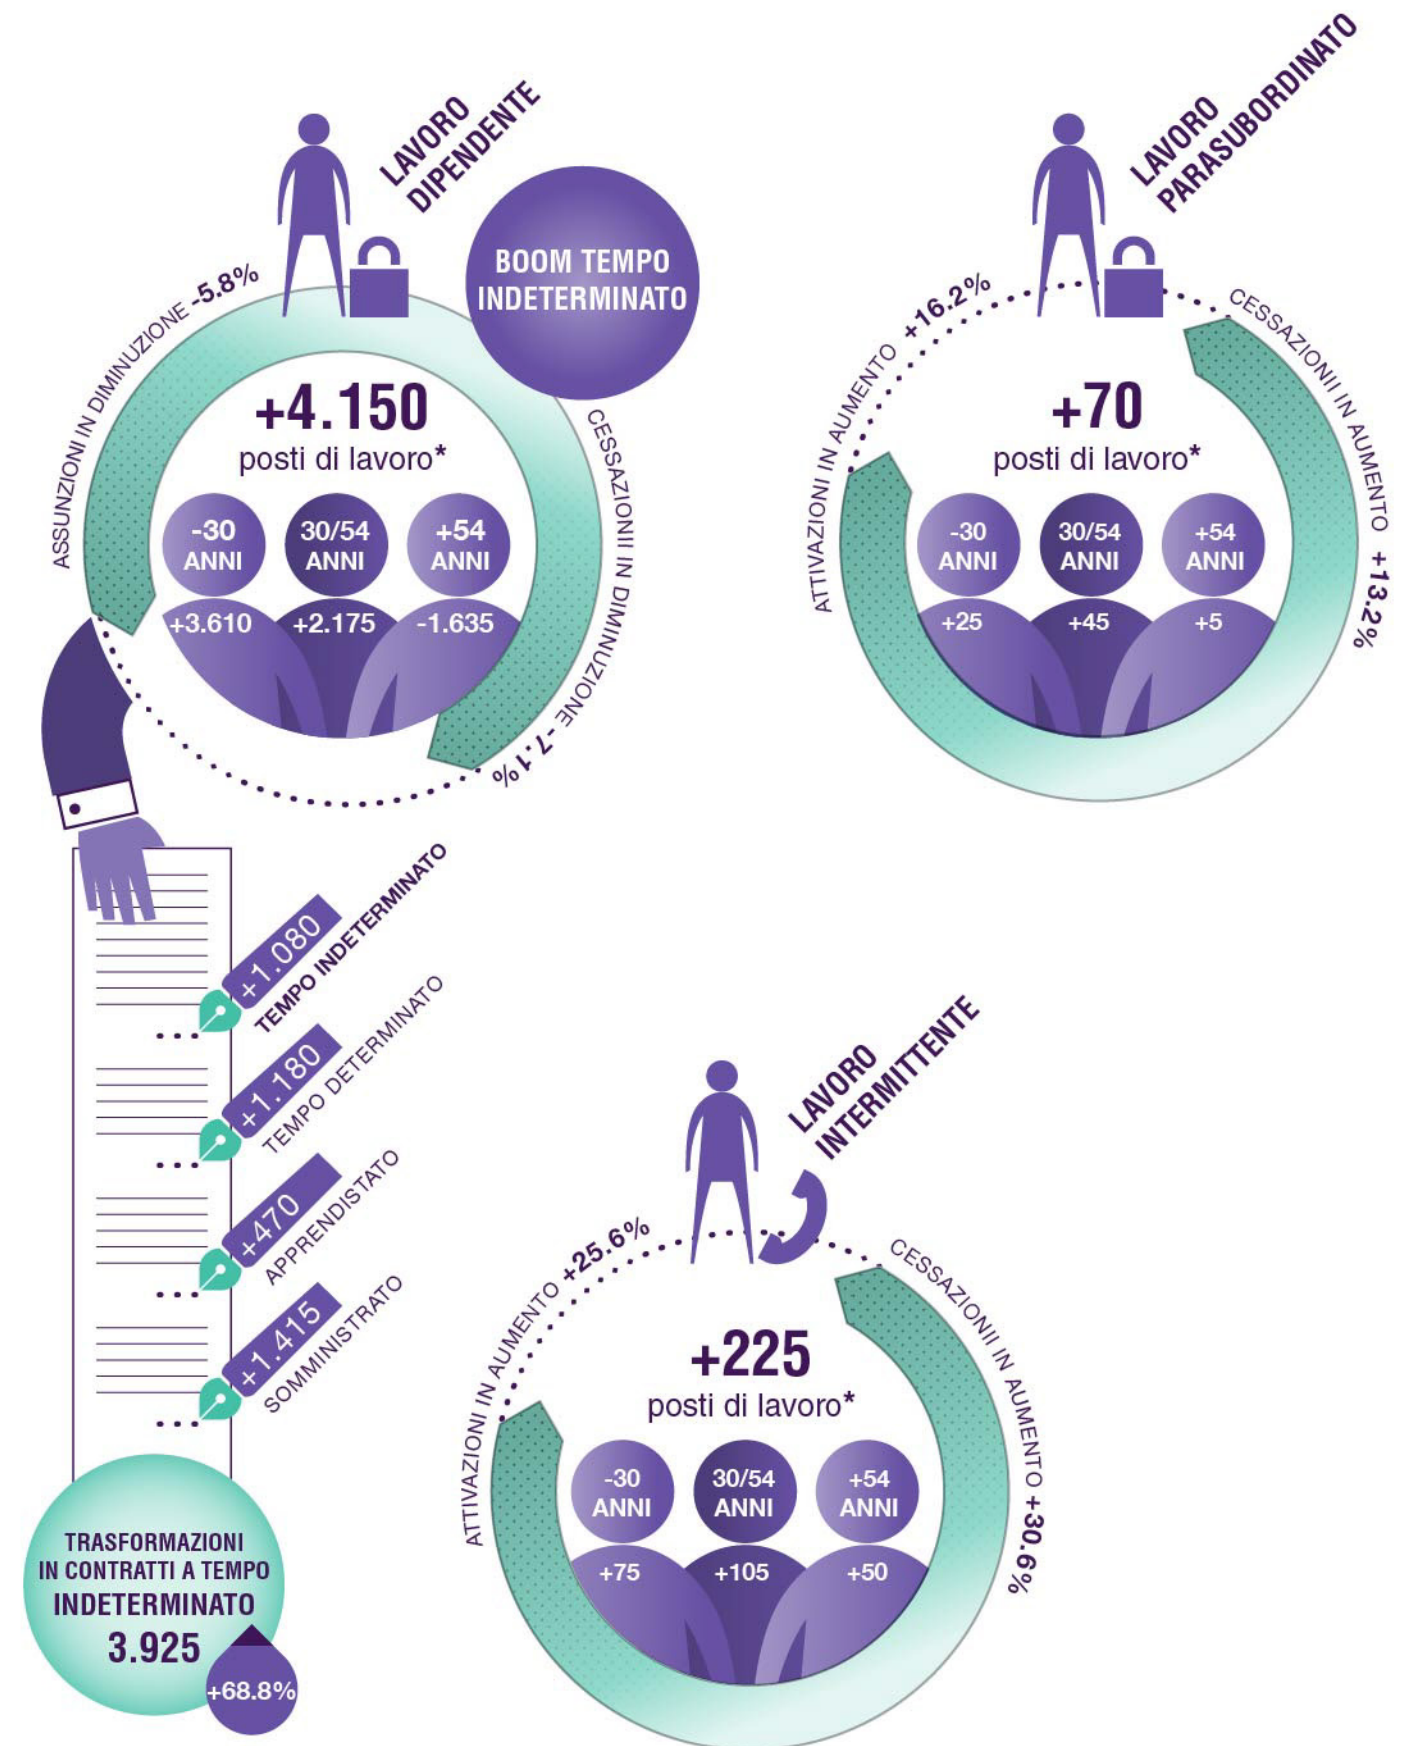 LAVORO
DIPENDENTE
BOOM TEMPO
INDETERMINATO
ASSUNZIONI IN DIMINUZIONE -5.8%
CESSAZIONII IN DIMINUZIONE -7.1%
+4.150
posti di lavoro*
-30
ANNI
30/54
ANNI
+54
ANNI
+3.610
+2.175
-1.635
LAVORO
PARASUBORDINATO
ATTIVAZIONI IN AUMENTO +16.2%
CESSAZIONII IN AUMENTO +13.2%
+70
posti di lavoro*
-30
ANNI
30/54
ANNI
+54
ANNI
+25
+45
+5
+1.080
TEMPO INDETERMINATO
+1.180
TEMPO DETERMINATO
+470
APPRENDISTATO
+1.415
SOMMINISTRATO
TRASFORMAZIONI
IN CONTRATTI A TEMPO
INDETERMINATO
3.925
+68.8%
LAVORO
INTERMITTENTE
ATTIVAZIONI IN AUMENTO +25.6%
CESSAZIONII IN AUMENTO +30.6%
+225
posti di lavoro*
-30
ANNI
30/54
ANNI
+54
ANNI
+75
+105
+50